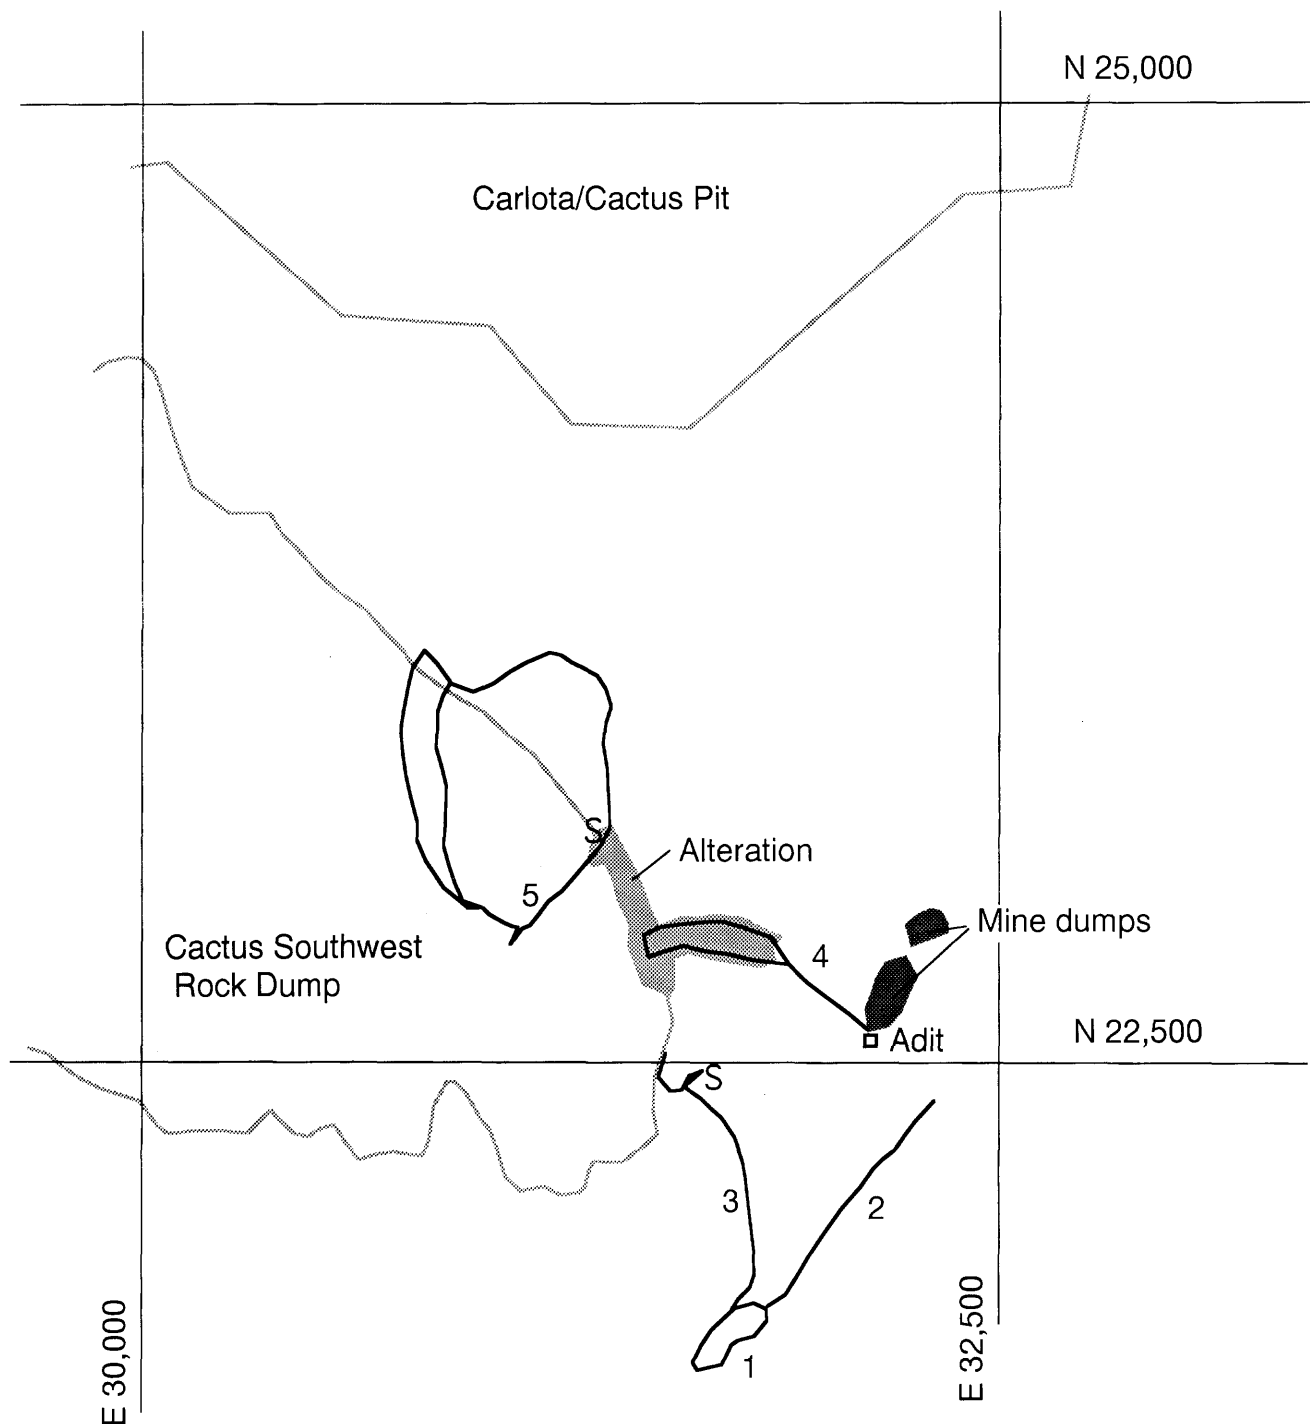 N 25,000
Carlota/Cactus Pit
S
Alteration
5
Mine dumps
Cactus Southwest
Rock Dump
4
N 22,500
Adit
S
3
2
E 30,000
E 32,500
1